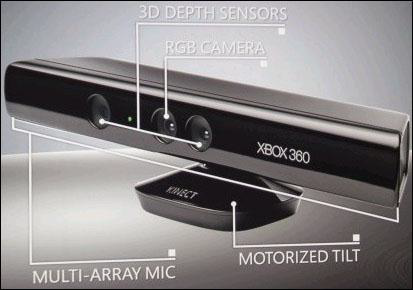 3D DEPTH SENSORS
RGB CAMERA
XBOX 360
KINECT
MOTORIZED TILT
MULTI-ARRAY MIC